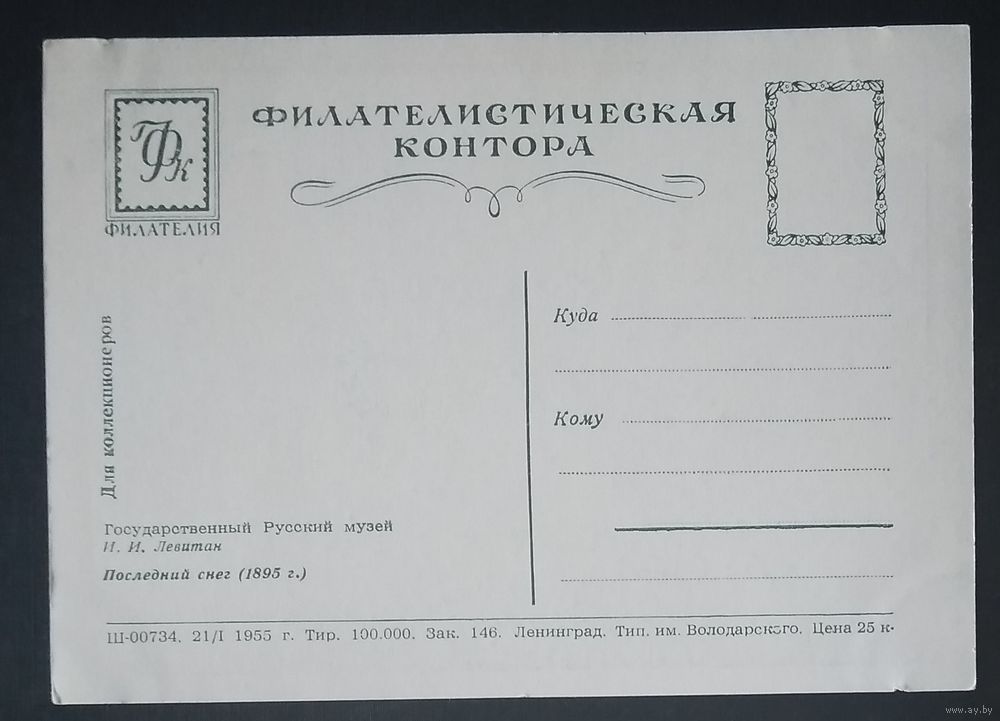 ГФК
ФИЛАТЕЛИЯ
ФИЛАТЕЛИСТИЧЕСКАЯ
КОНТОРА
Для коллекционеров
Куда
Кому
Государственный Русский музей
И. И. Левитан
Последний снег (1895 г.)
Ш-00734. 21/I 1955 г. Тир. 100.000. Зак. 146. Ленинград. Тип. им. Володарского. Цена 25 к.
www.ay.by